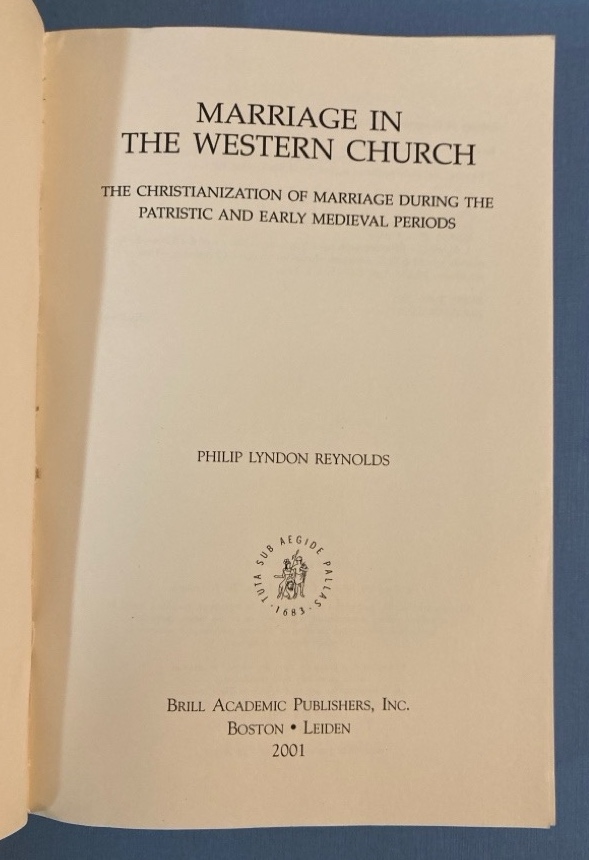 MARRIAGE IN
THE WESTERN CHURCH
THE CHRISTIANIZATION OF MARRIAGE DURING THE
PATRISTIC AND EARLY MEDIEVAL PERIODS
PHILIP LYNDON REYNOLDS
TUTA SUB AEGIDE PALLAS
· 1683 ·
BRILL ACADEMIC PUBLISHERS, INC.
BOSTON • LEIDEN
2001